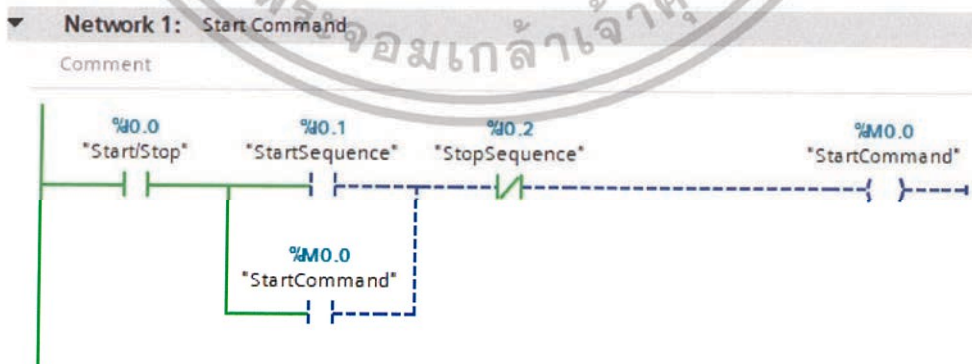 Network 1: Start Command
Comment
%I0.0
"Start/Stop"
%I0.1
"StartSequence"
%I0.2
"StopSequence"
%M0.0
"StartCommand"
%M0.0
"StartCommand"